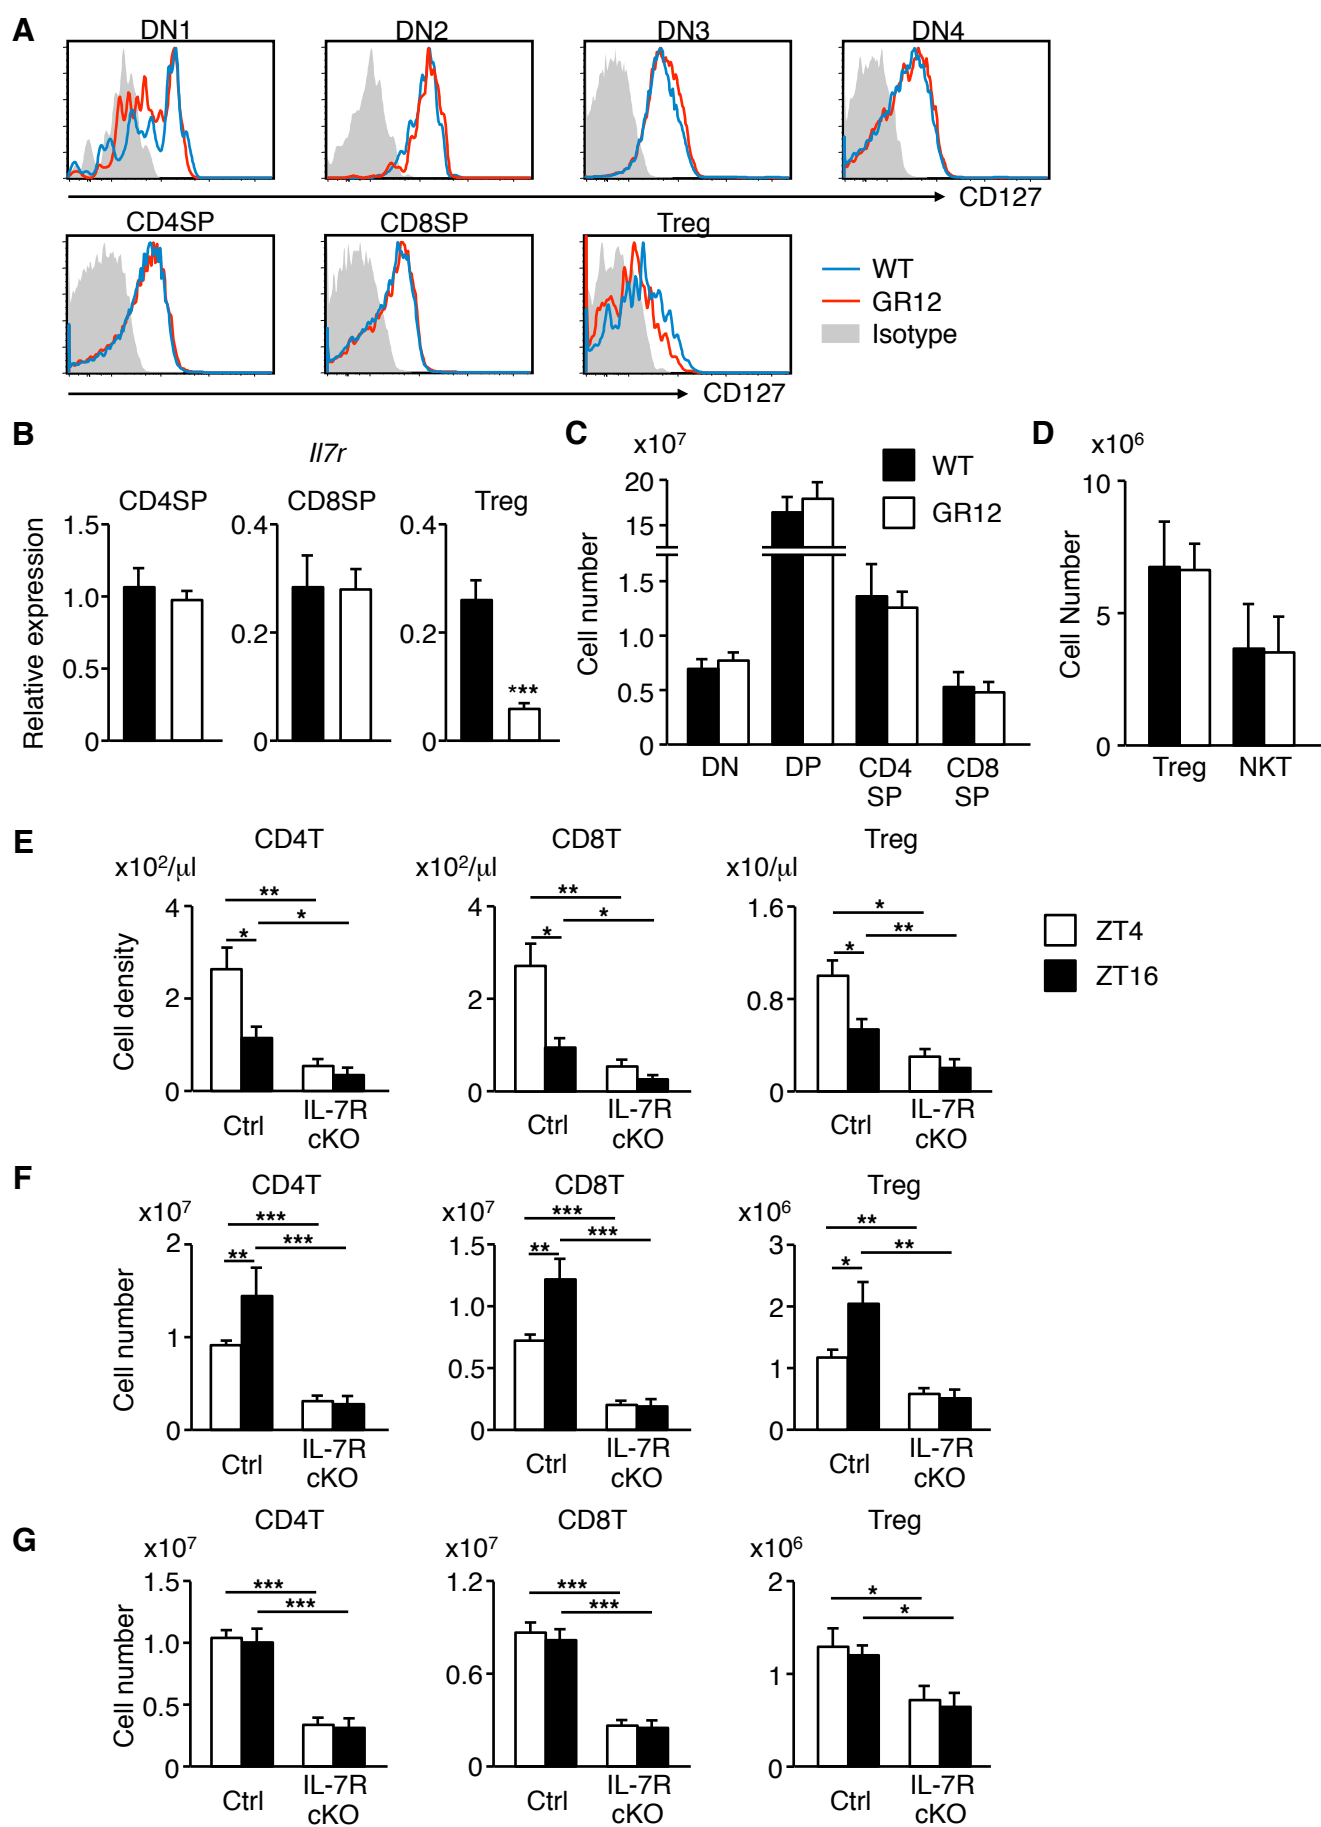 A
DN1 DN2 DN3 DN4
CD127
CD4SP CD8SP Treg
WT
GR12
Isotype
CD127
B
Il7r
CD4SP CD8SP Treg
Relative expression
1.5 1.0 0.5 0
0.4 0.2 0
0.4 0.2 0
***
C
x10⁷
WT
GR12
Cell number
20 15 1.5 1.0 0.5 0
DN DP CD4 SP CD8 SP
D
x10⁶
Cell Number
10 5 0
Treg NKT
E
CD4T CD8T Treg
x10²/μl x10²/μl x10/μl
Cell density
4 2 0
** * *
Ctrl IL-7R cKO
4 2 0
** * *
Ctrl IL-7R cKO
1.6 0.8 0
* ** *
Ctrl IL-7R cKO
ZT4
ZT16
F
CD4T CD8T Treg
x10⁷ x10⁷ x10⁶
Cell number
2 1 0
*** *** **
Ctrl IL-7R cKO
1.5 1.0 0.5 0
*** *** **
Ctrl IL-7R cKO
3 2 1 0
** ** *
Ctrl IL-7R cKO
G
CD4T CD8T Treg
x10⁷ x10⁷ x10⁶
Cell number
1.5 1.0 0.5 0
*** ***
Ctrl IL-7R cKO
1.2 0.6 0
*** ***
Ctrl IL-7R cKO
2 1 0
* *
Ctrl IL-7R cKO